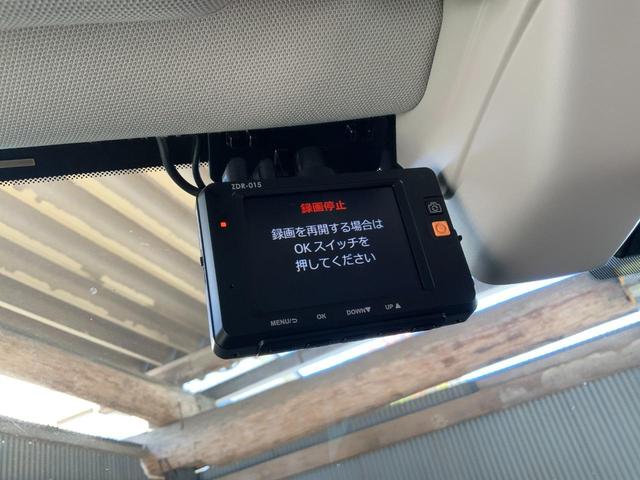 ZDR-015
録画停止
録画を再開する場合は
OKスイッチを
押してください
MENU/⮌ OK DOWN▼ UP▲